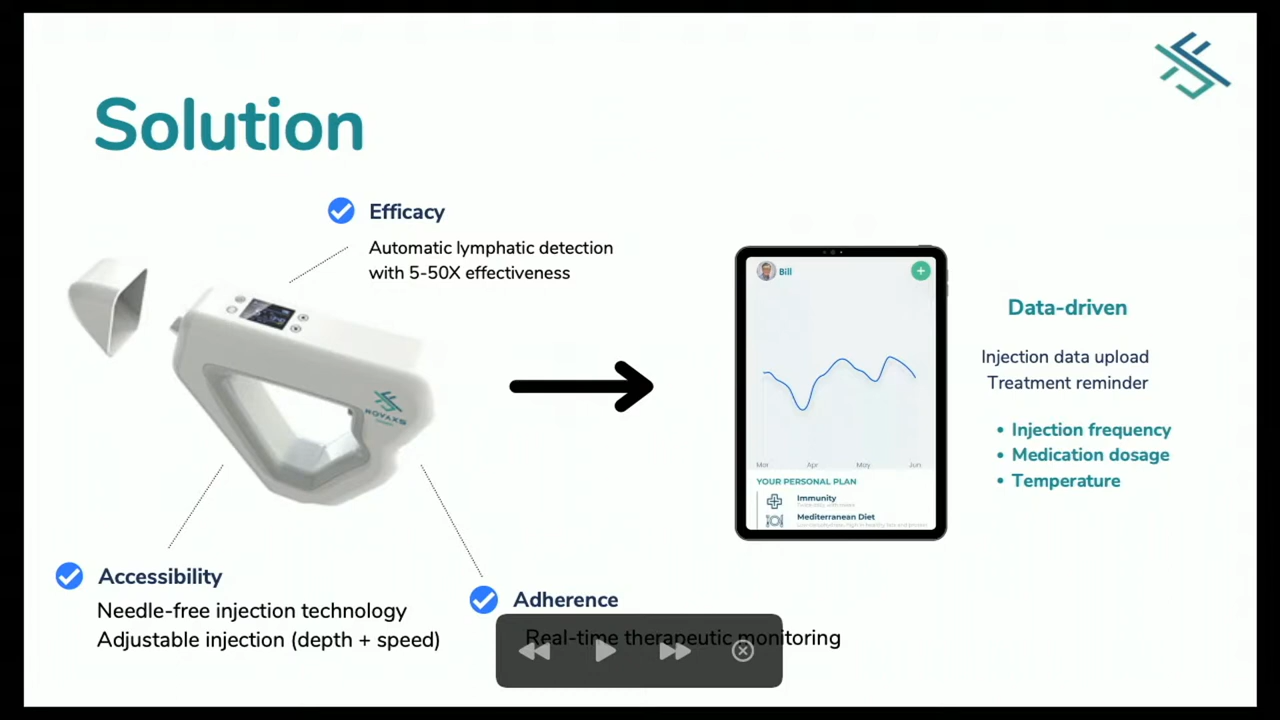 Solution
Efficacy
Automatic lymphatic detection
with 5-50X effectiveness
NOVAXS
Accessibility
Needle-free injection technology
Adjustable injection (depth + speed)
Adherence
Real-time therapeutic monitoring
Bill
Mar Apr May Jun
YOUR PERSONAL PLAN
Immunity
Mediterranean Diet
Data-driven
Injection data upload
Treatment reminder
• Injection frequency
• Medication dosage
• Temperature